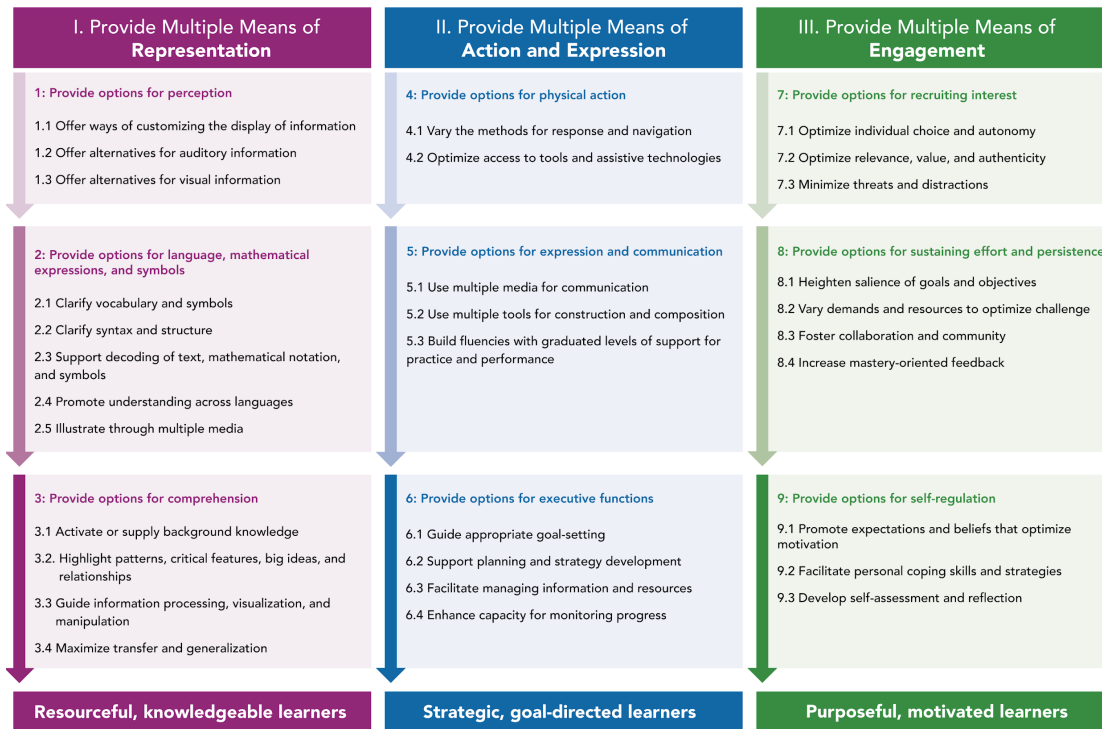 I. Provide Multiple Means of
Representation
1: Provide options for perception
1.1 Offer ways of customizing the display of information
1.2 Offer alternatives for auditory information
1.3 Offer alternatives for visual information
2: Provide options for language, mathematical
expressions, and symbols
2.1 Clarify vocabulary and symbols
2.2 Clarify syntax and structure
2.3 Support decoding of text, mathematical notation,
and symbols
2.4 Promote understanding across languages
2.5 Illustrate through multiple media
3: Provide options for comprehension
3.1 Activate or supply background knowledge
3.2. Highlight patterns, critical features, big ideas, and
relationships
3.3 Guide information processing, visualization, and
manipulation
3.4 Maximize transfer and generalization
Resourceful, knowledgeable learners
II. Provide Multiple Means of
Action and Expression
4: Provide options for physical action
4.1 Vary the methods for response and navigation
4.2 Optimize access to tools and assistive technologies
5: Provide options for expression and communication
5.1 Use multiple media for communication
5.2 Use multiple tools for construction and composition
5.3 Build fluencies with graduated levels of support for
practice and performance
6: Provide options for executive functions
6.1 Guide appropriate goal-setting
6.2 Support planning and strategy development
6.3 Facilitate managing information and resources
6.4 Enhance capacity for monitoring progress
Strategic, goal-directed learners
III. Provide Multiple Means of
Engagement
7: Provide options for recruiting interest
7.1 Optimize individual choice and autonomy
7.2 Optimize relevance, value, and authenticity
7.3 Minimize threats and distractions
8: Provide options for sustaining effort and persistence
8.1 Heighten salience of goals and objectives
8.2 Vary demands and resources to optimize challenge
8.3 Foster collaboration and community
8.4 Increase mastery-oriented feedback
9: Provide options for self-regulation
9.1 Promote expectations and beliefs that optimize
motivation
9.2 Facilitate personal coping skills and strategies
9.3 Develop self-assessment and reflection
Purposeful, motivated learners